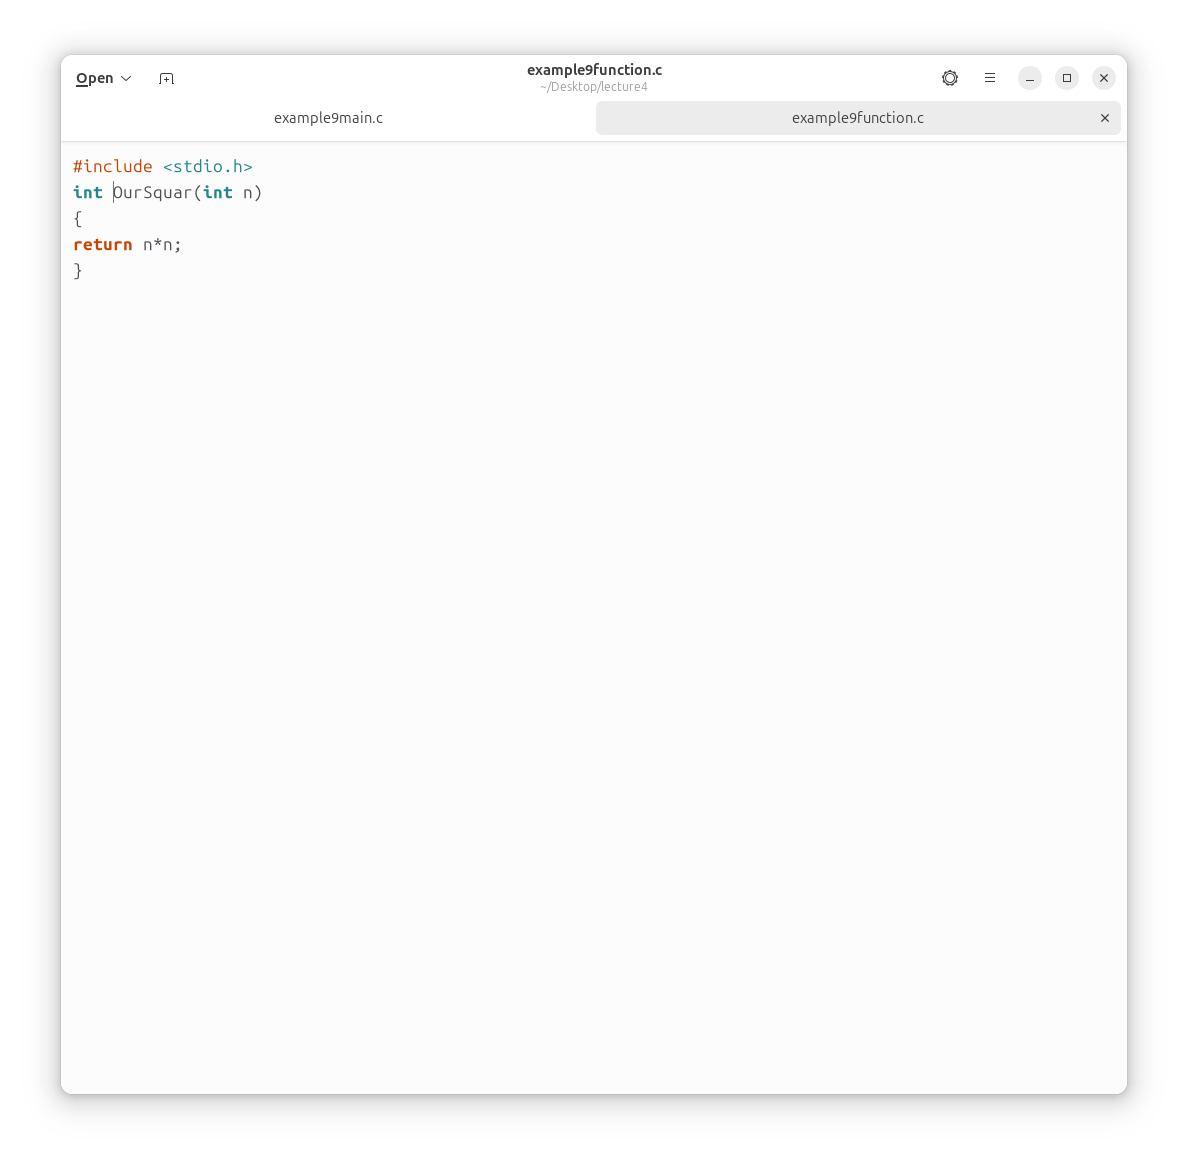 Open
example9function.c
~/Desktop/lecture4
example9main.c
example9function.c
#include <stdio.h>
int OurSquar(int n)
{
return n*n;
}